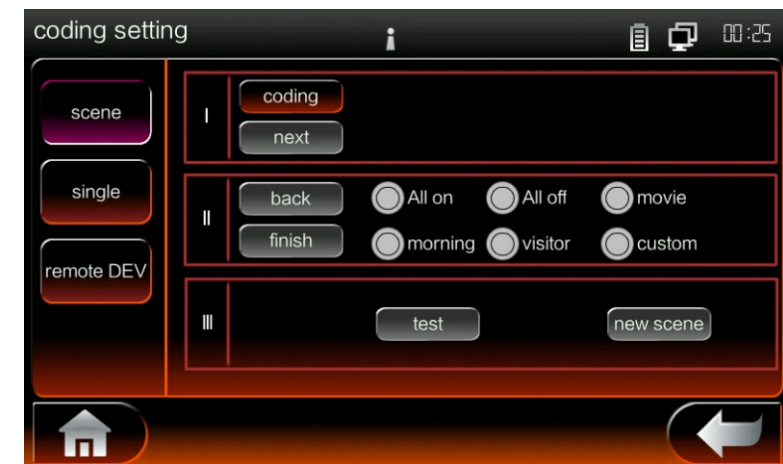 coding setting
00:25
scene
single
remote DEV
I
coding
next
II
back
All on
All off
movie
finish
morning
visitor
custom
III
test
new scene